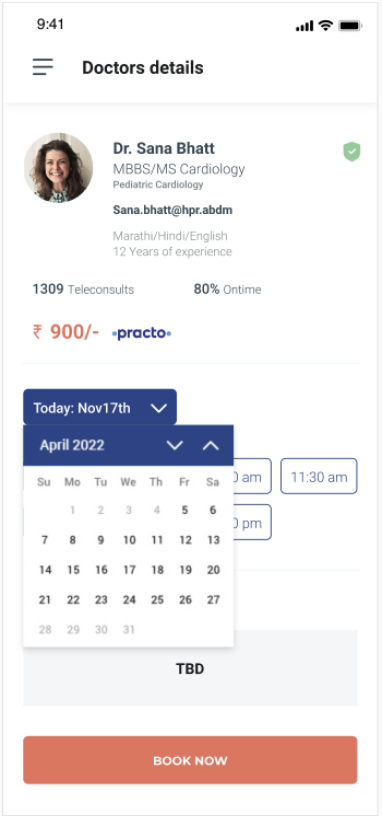 9:41
Doctors details
Dr. Sana Bhatt
MBBS/MS Cardiology
Pediatric Cardiology
Sana.bhatt@hpr.abdm
Marathi/Hindi/English
12 Years of experience
1309 Teleconsults 80% Ontime
₹ 900/- •practo•
Today: Nov17th
April 2022
Su Mo Tu We Th Fr Sa
1 2 3 4 5 6
7 8 9 10 11 12 13
14 15 16 17 18 19 20
21 22 23 24 25 26 27
28 29 30 31
am 11:30 am
pm
TBD
BOOK NOW